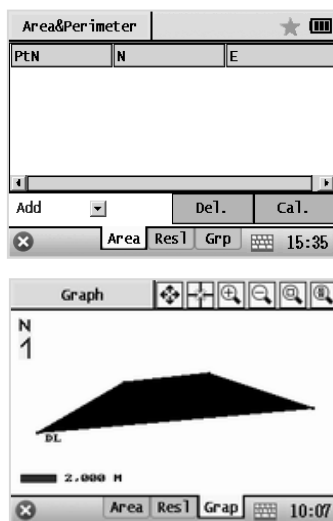 Area&Perimeter
PtN N E
Add Del. Cal.
Area Resl Grp 15:35
Graph
N
DL
2.000 M
Area Resl Grap 10:07